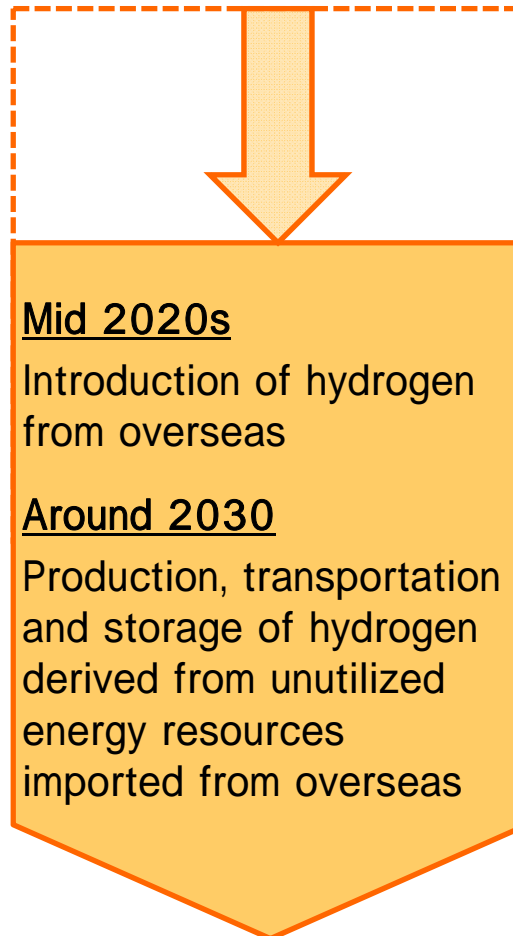 Mid 2020s
Introduction of hydrogen
from overseas
Around 2030
Production, transportation
and storage of hydrogen
derived from unutilized
energy resources
imported from overseas